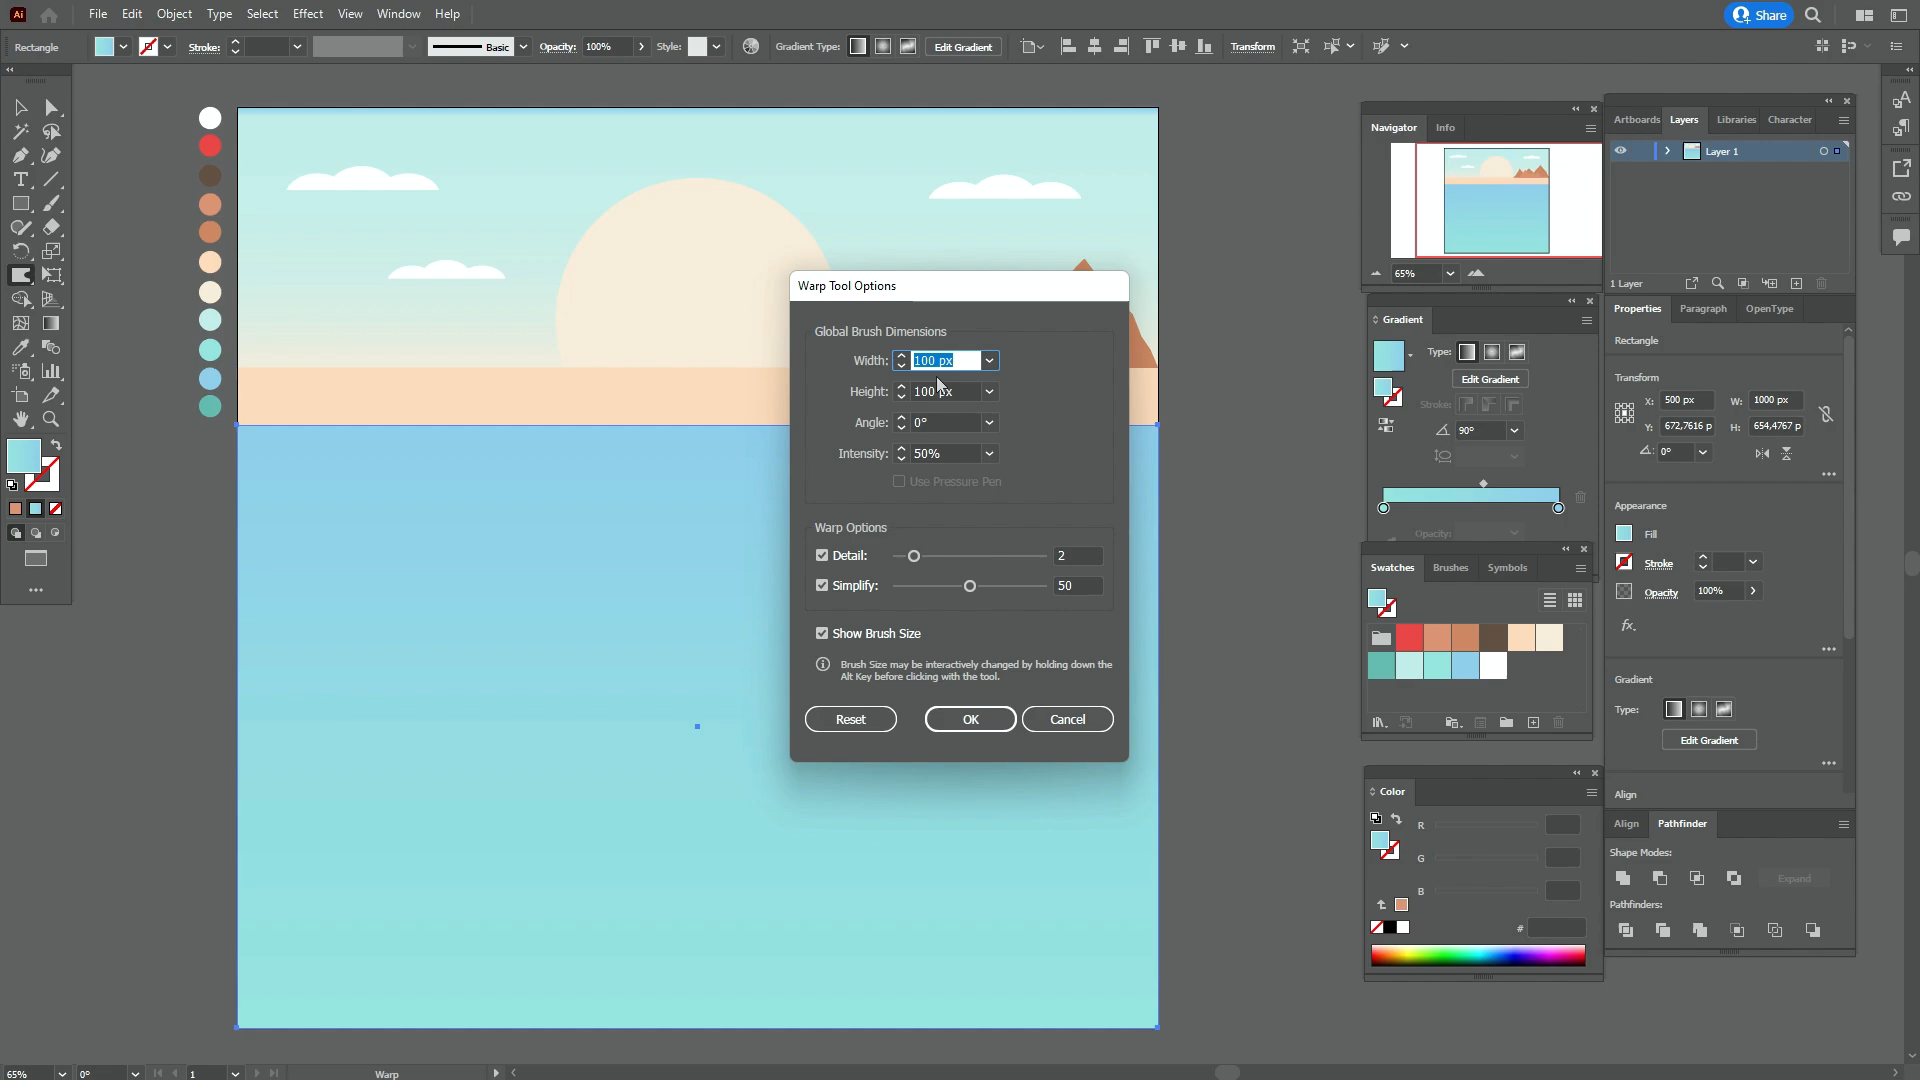 Ai File Edit Object Type Select Effect View Window Help Share
Rectangle Stroke: Basic Opacity: 100% Style: Gradient Type: Edit Gradient Transform
Navigator Info
65%
Artboards Layers Libraries Character
Layer 1
1 Layer
Warp Tool Options
Global Brush Dimensions
Width: 100 px
Height: 100 px
Angle: 0°
Intensity: 50%
Use Pressure Pen
Warp Options
Detail: 2
Simplify: 50
Show Brush Size
Brush Size may be interactively changed by holding down the
Alt Key before clicking with the tool.
Reset OK Cancel
Gradient
Type:
Edit Gradient
Stroke:
90°
Opacity:
Swatches Brushes Symbols
Color
R
G
B
#
Properties Paragraph OpenType
Rectangle
Transform
X: 500 px W: 1000 px
Y: 672,7616 p H: 654,4767 p
0°
Appearance
Fill
Stroke
Opacity 100%
fx.
Gradient
Type:
Edit Gradient
Align
Align Pathfinder
Shape Modes:
Expand
Pathfinders:
65% 0° 1 Warp